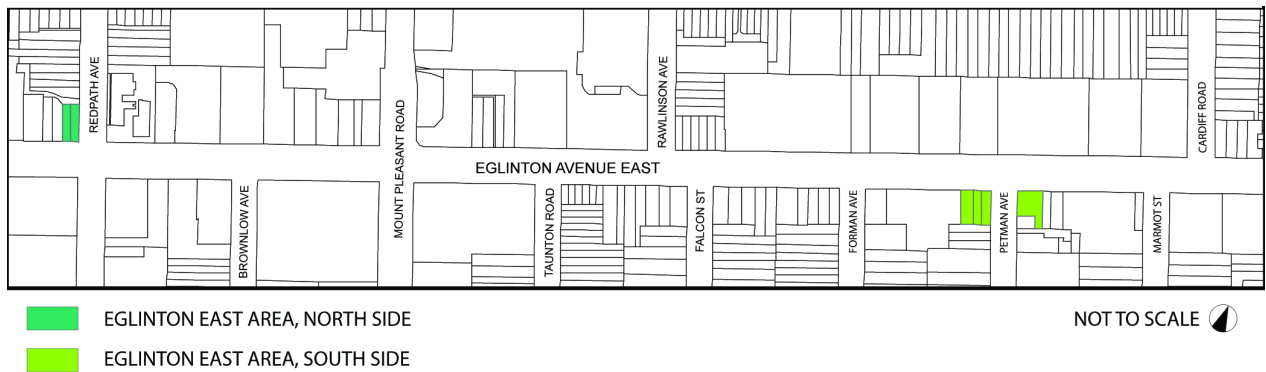 REDPATH AVE
MOUNT PLEASANT ROAD
RAWLINSON AVE
CARDIFF ROAD
EGLINTON AVENUE EAST
BROWNLOW AVE
TAUNTON ROAD
FALCON ST
FORMAN AVE
PETMAN AVE
MARMOT ST
EGLINTON EAST AREA, NORTH SIDE
NOT TO SCALE
EGLINTON EAST AREA, SOUTH SIDE